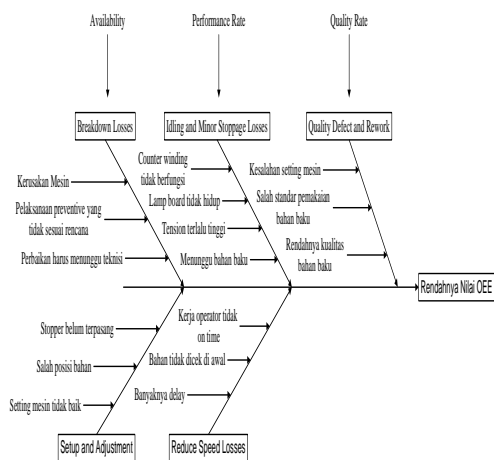 Availability
Performance Rate
Quality Rate
Breakdown Losses
Idling and Minor Stoppage Losses
Quality Defect and Rework
Kerusakan Mesin
Pelaksanaan preventive yang
tidak sesuai rencana
Perbaikan harus menunggu teknisi
Counter winding
tidak berfungsi
Lamp board tidak hidup
Tension terlalu tinggi
Menunggu bahan baku
Kesalahan setting mesin
Salah standar pemakaian
bahan baku
Rendahnya kualitas
bahan baku
Rendahnya Nilai OEE
Stopper belum terpasang
Salah posisi bahan
Setting mesin tidak baik
Kerja operator tidak
on time
Bahan tidak dicek di awal
Banyaknya delay
Setup and Adjustment
Reduce Speed Losses